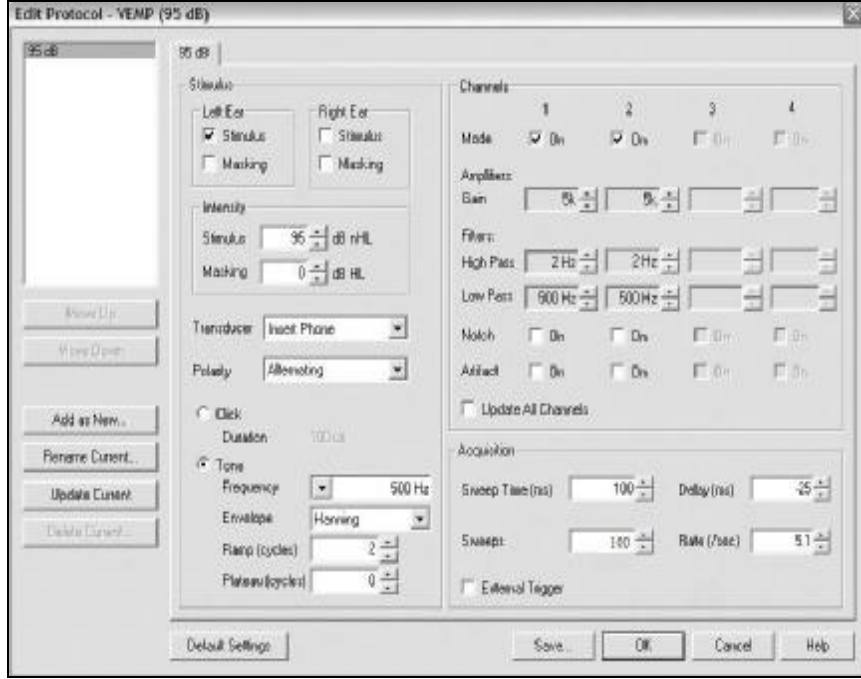 Edit Protocol - VEMP (95 dB)
95 dB
Move Up
Move Down
Add as New...
Rename Current...
Update Current
Delete Current...
95 dB
Stimulus
Left Ear
Right Ear
Stimulus
Stimulus
Masking
Masking
Intensity
Stimulus 95 dB nHL
Masking 0 dB HL
Transducer Insert Phone
Polarity Alternating
Click
Duration 100 us
Tone
Frequency 500 Hz
Envelope Hanning
Ramp (cycles) 2
Plateau (cycles) 0
Channels
1 2 3 4
Mode On On On On
Amplifiers:
Gain 5k 5k
Filters:
High Pass 2 Hz 2 Hz
Low Pass 500 Hz 500 Hz
Notch On On On On
Artifact On On On On
Update All Channels
Acquisition
Sweep Time (ms) 100 Delay (ms) -25
Sweeps 100 Rate (/sec) 5.1
External Trigger
Default Settings
Save...
OK
Cancel
Help